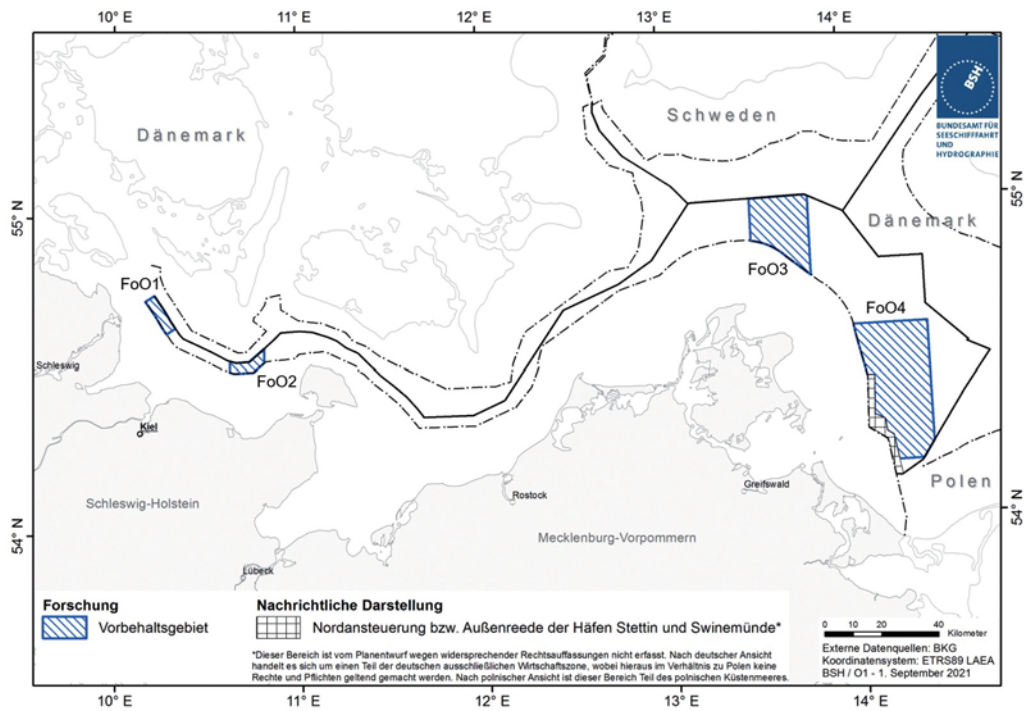 10° E 11° E 12° E 13° E 14° E
BSH
BUNDESAMT FÜR
SEESCHIFFFAHRT
UND
HYDROGRAPHIE
Schweden
Dänemark
55° N
55° N
Dänemark
FoO3
FoO1
FoO4
Schleswig
FoO2
Kiel
Polen
Greifswald
Rostock
Schleswig-Holstein
54° N
54° N
Mecklenburg-Vorpommern
Lübeck
Forschung
Vorbehaltsgebiet
Nachrichtliche Darstellung
Nordansteuerung bzw. Außenreede der Häfen Stettin und Swinemünde*
*Dieser Bereich ist vom Planentwurf wegen widersprechender Rechtsauffassungen nicht erfasst. Nach deutscher Ansicht
handelt es sich um einen Teil der deutschen ausschließlichen Wirtschaftszone, wobei hieraus im Verhältnis zu Polen keine
Rechte und Pflichten geltend gemacht werden. Nach polnischer Ansicht ist dieser Bereich Teil des polnischen Küstenmeeres.
0 10 20 40 Kilometer
Externe Datenquellen: BKG
Koordinatensystem: ETRS89 LAEA
BSH / O1 - 1. September 2021
10° E 11° E 12° E 13° E 14° E